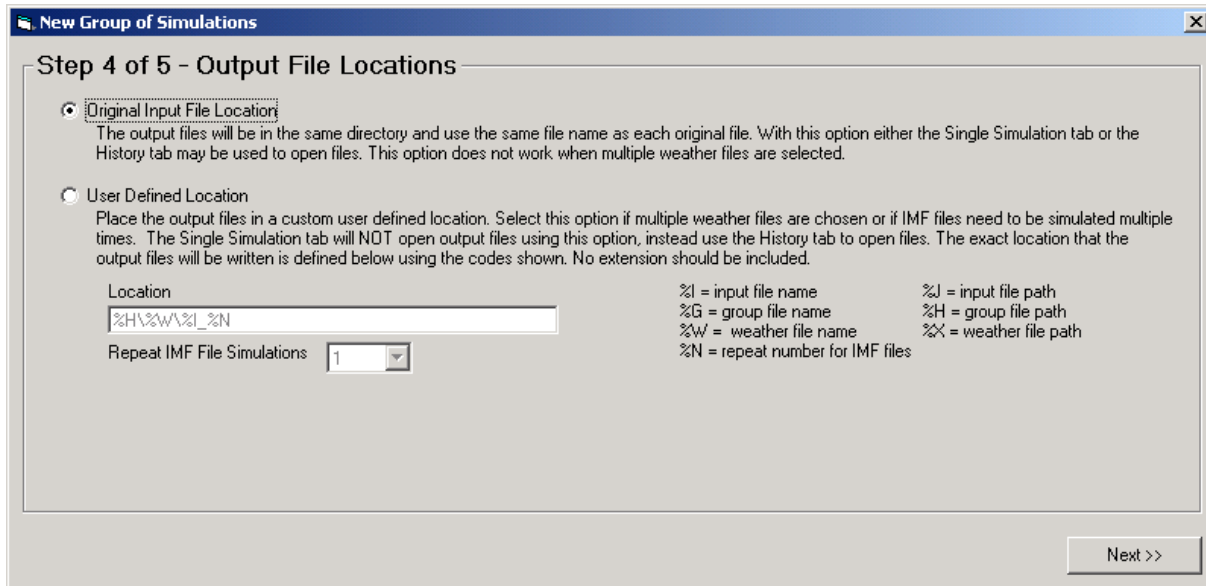 New Group of Simulations
Step 4 of 5 - Output File Locations
Original Input File Location
The output files will be in the same directory and use the same file name as each original file. With this option either the Single Simulation tab or the
History tab may be used to open files. This option does not work when multiple weather files are selected.
User Defined Location
Place the output files in a custom user defined location. Select this option if multiple weather files are chosen or if IMF files need to be simulated multiple
times.  The Single Simulation tab will NOT open output files using this option, instead use the History tab to open files. The exact location that the
output files will be written is defined below using the codes shown. No extension should be included.
Location
%H\%W\%I_%N
Repeat IMF File Simulations 1
%I = input file name %J = input file path
%G = group file name %H = group file path
%W =  weather file name %X = weather file path
%N = repeat number for IMF files
Next >>